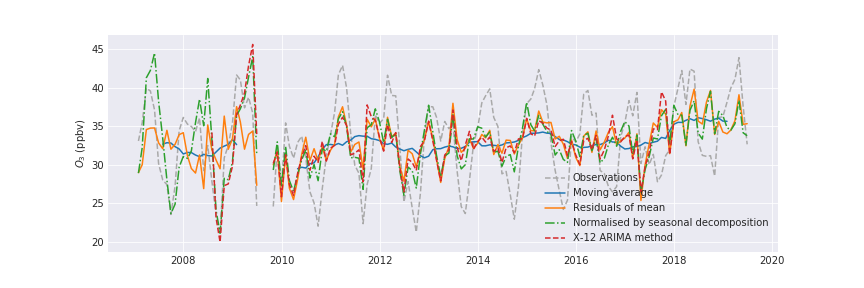 45
40
35
30
25
20
O3 (ppbv)
Observations
Moving average
Residuals of mean
Normalised by seasonal decomposition
X-12 ARIMA method
2008 2010 2012 2014 2016 2018 2020